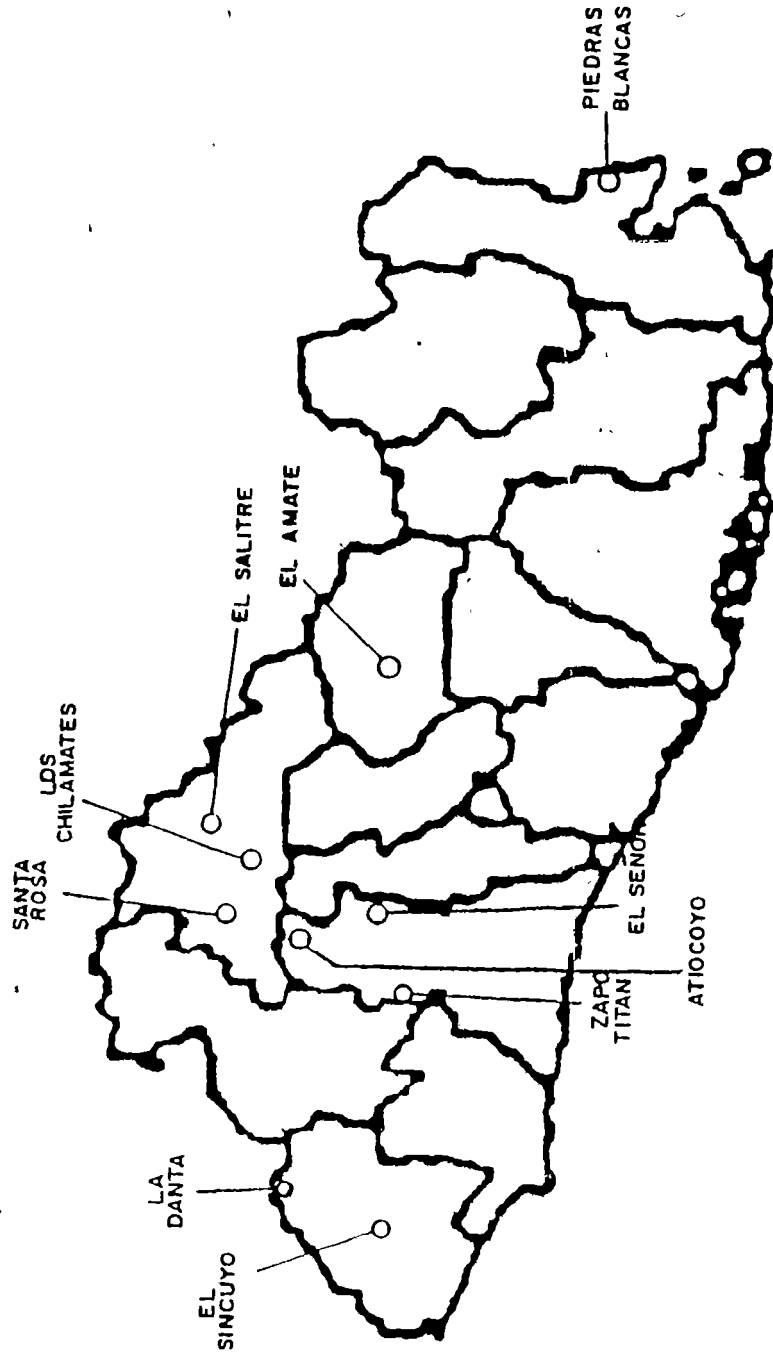 EL
SINCUYO
LA
DANTA
SANTA
ROSA
LOS
CHILAMATES
EL SALITRE
EL AMATE
PIEDRAS
BLANCAS
ZAPO
TITAN
EL SEÑOR
ATIOCOYO